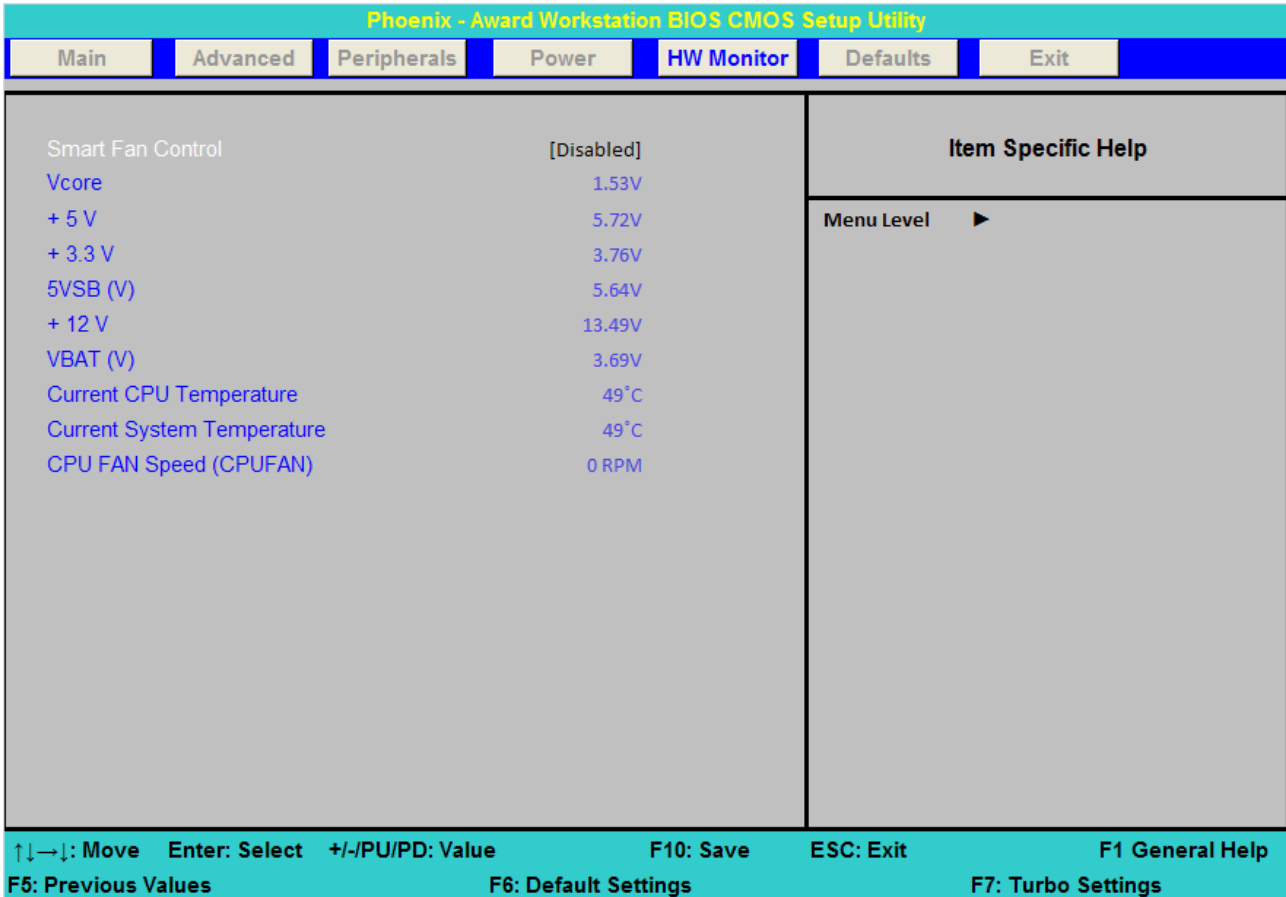 Phoenix - Award Workstation BIOS CMOS Setup Utility
Main Advanced Peripherals Power HW Monitor Defaults Exit
Smart Fan Control [Disabled]
Vcore 1.53V
+ 5 V 5.72V
+ 3.3 V 3.76V
5VSB (V) 5.64V
+ 12 V 13.49V
VBAT (V) 3.69V
Current CPU Temperature 49˚C
Current System Temperature 49˚C
CPU FAN Speed (CPUFAN) 0 RPM
Item Specific Help
Menu Level ►
↑↓→↓: Move Enter: Select +/-/PU/PD: Value F10: Save ESC: Exit F1 General Help
F5: Previous Values F6: Default Settings F7: Turbo Settings